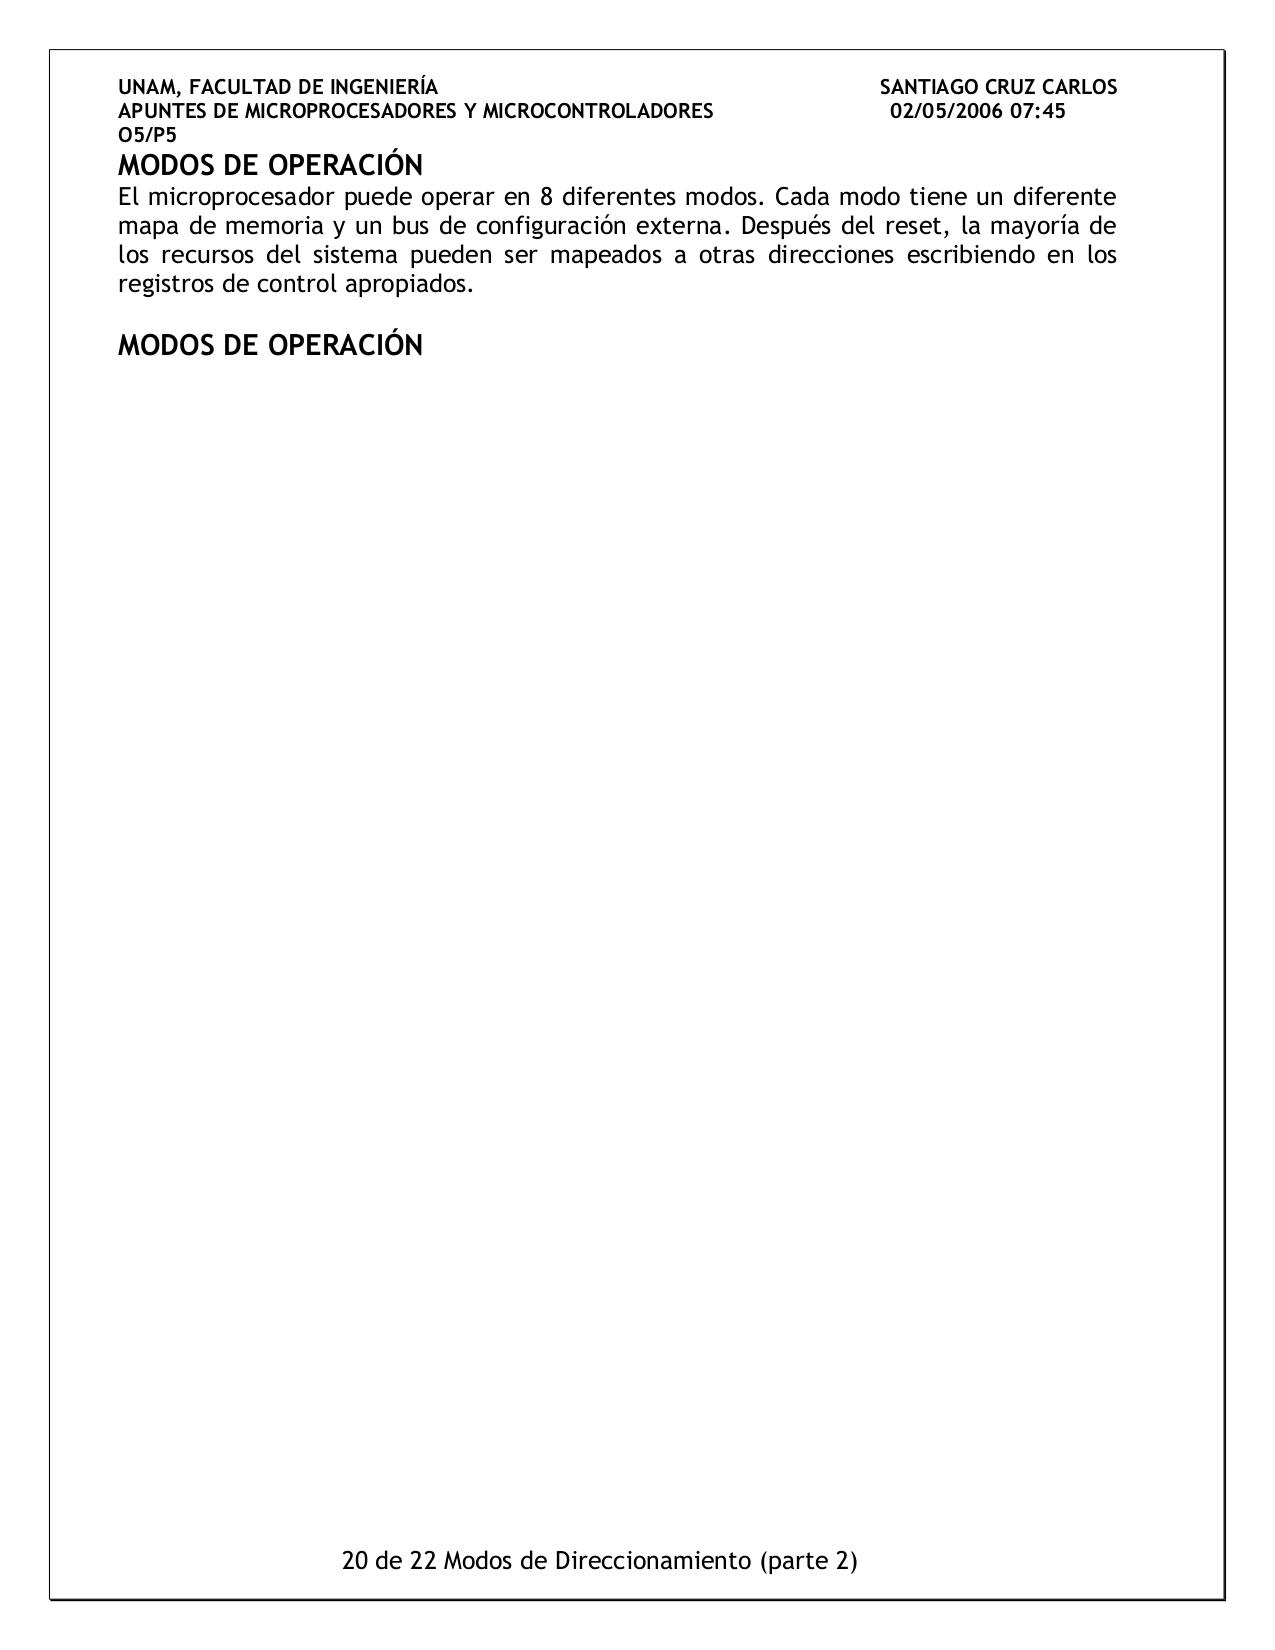 UNAM, FACULTAD DE INGENIERÍA SANTIAGO CRUZ CARLOS
APUNTES DE MICROPROCESADORES Y MICROCONTROLADORES 02/05/2006 07:45
O5/P5
MODOS DE OPERACIÓN
El microprocesador puede operar en 8 diferentes modos. Cada modo tiene un diferente
mapa de memoria y un bus de configuración externa. Después del reset, la mayoría de
los recursos del sistema pueden ser mapeados a otras direcciones escribiendo en los
registros de control apropiados.
MODOS DE OPERACIÓN
20 de 22 Modos de Direccionamiento (parte 2)